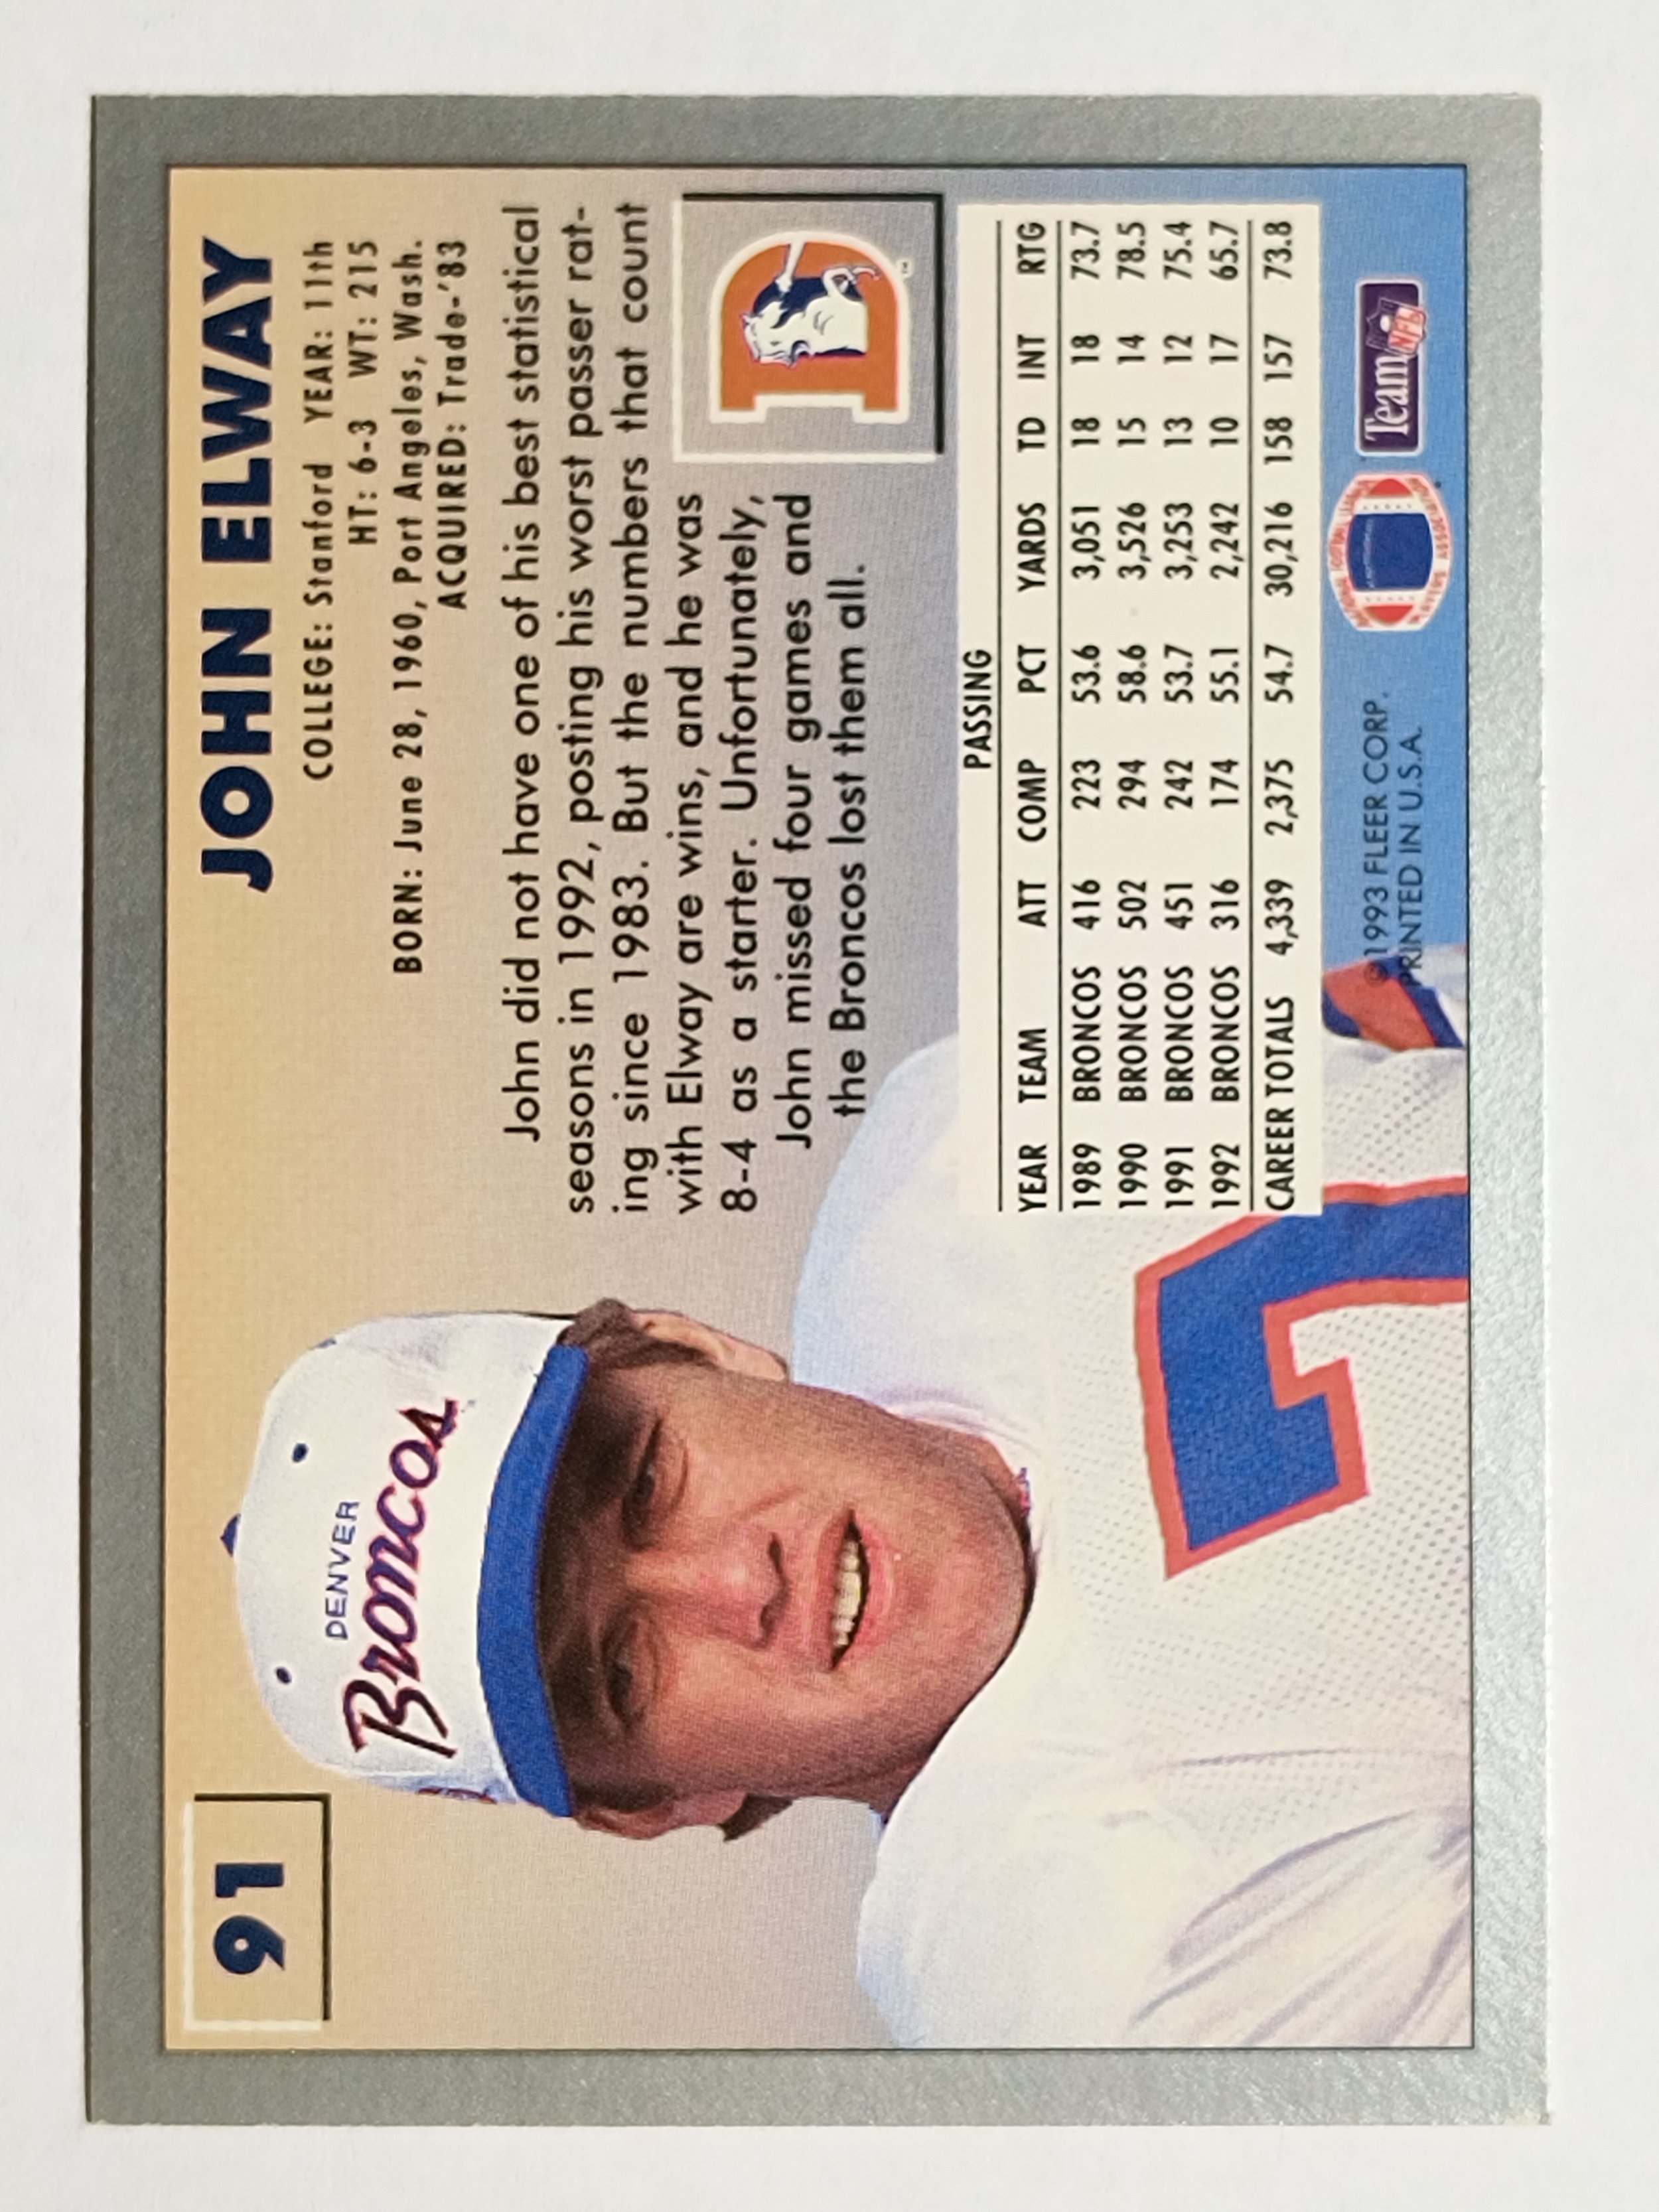 91
JOHN ELWAY
COLLEGE: Stanford YEAR: 11th
HT: 6-3 WT: 215
BORN: June 28, 1960, Port Angeles, Wash.
ACQUIRED: Trade-'83
DENVER
Broncos
John did not have one of his best statistical
seasons in 1992, posting his worst passer rat-
ing since 1983. But the numbers that count
with Elway are wins, and he was
8-4 as a starter. Unfortunately,
John missed four games and
the Broncos lost them all.
D
TM
PASSING
YEAR TEAM ATT COMP PCT YARDS TD INT RTG
1989 BRONCOS 416 223 53.6 3,051 18 18 73.7
1990 BRONCOS 502 294 58.6 3,526 15 14 78.5
1991 BRONCOS 451 242 53.7 3,253 13 12 75.4
1992 BRONCOS 316 174 55.1 2,242 10 17 65.7
CAREER TOTALS 4,339 2,375 54.7 30,216 158 157 73.8
7
©1993 FLEER CORP.
PRINTED IN U.S.A.
Team NFL